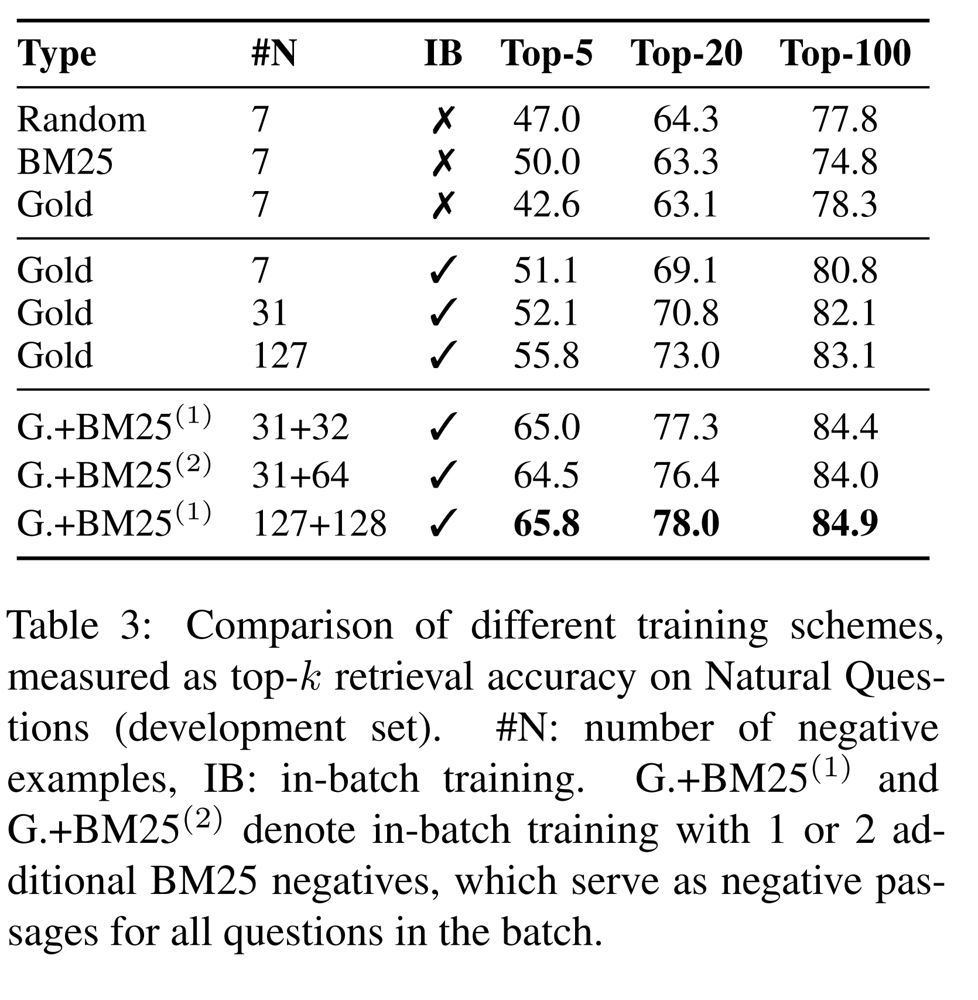 Type #N IB Top-5 Top-20 Top-100
Random 7 ✗ 47.0 64.3 77.8
BM25 7 ✗ 50.0 63.3 74.8
Gold 7 ✗ 42.6 63.1 78.3
Gold 7 ✓ 51.1 69.1 80.8
Gold 31 ✓ 52.1 70.8 82.1
Gold 127 ✓ 55.8 73.0 83.1
G.+BM25(1) 31+32 ✓ 65.0 77.3 84.4
G.+BM25(2) 31+64 ✓ 64.5 76.4 84.0
G.+BM25(1) 127+128 ✓ 65.8 78.0 84.9
Table 3: Comparison of different training schemes,
measured as top-k retrieval accuracy on Natural Ques-
tions (development set). #N: number of negative
examples, IB: in-batch training. G.+BM25(1) and
G.+BM25(2) denote in-batch training with 1 or 2 ad-
ditional BM25 negatives, which serve as negative pas-
sages for all questions in the batch.